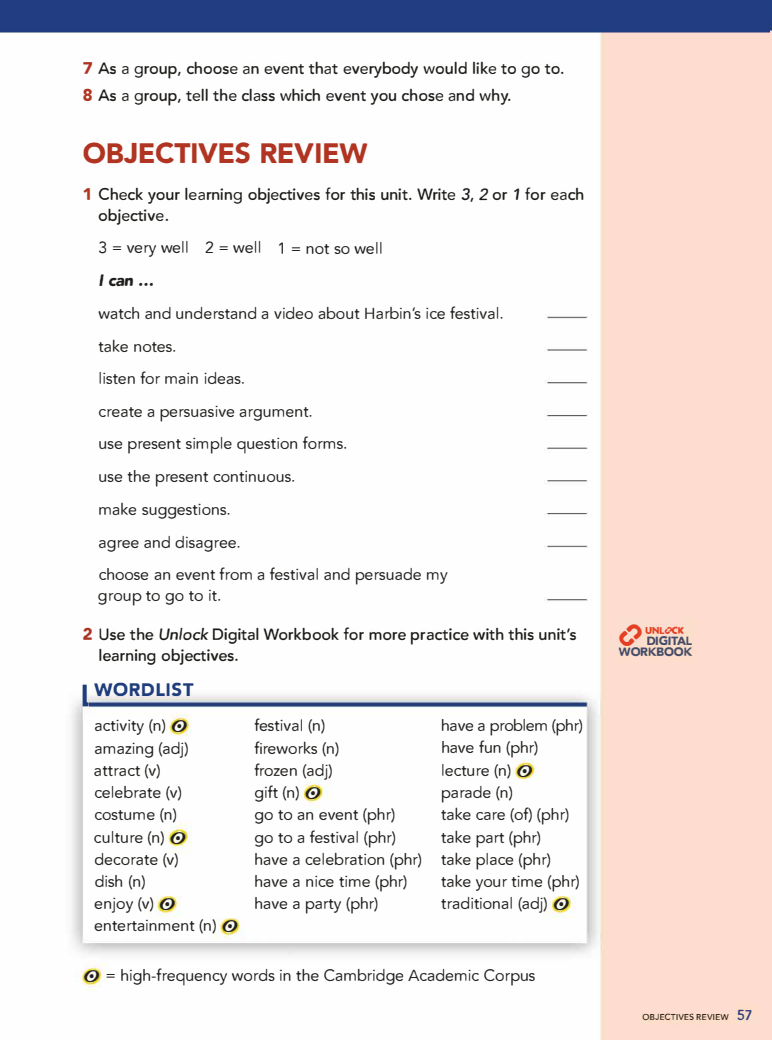 7 As a group, choose an event that everybody would like to go to.
8 As a group, tell the class which event you chose and why.
OBJECTIVES REVIEW
1 Check your learning objectives for this unit. Write 3, 2 or 1 for each
objective.
3 = very well 2 = well 1 = not so well
I can ...
watch and understand a video about Harbin's ice festival.
take notes.
listen for main ideas.
create a persuasive argument.
use present simple question forms.
use the present continuous.
make suggestions.
agree and disagree.
choose an event from a festival and persuade my
group to go to it.
2 Use the Unlock Digital Workbook for more practice with this unit's
learning objectives.
UNLOCK
DIGITAL
WORKBOOK
WORDLIST
activity (n)
amazing (adj)
attract (v)
celebrate (v)
costume (n)
culture (n)
decorate (v)
dish (n)
enjoy (v)
entertainment (n)
festival (n)
fireworks (n)
frozen (adj)
gift (n)
go to an event (phr)
go to a festival (phr)
have a celebration (phr)
have a nice time (phr)
have a party (phr)
have a problem (phr)
have fun (phr)
lecture (n)
parade (n)
take care (of) (phr)
take part (phr)
take place (phr)
take your time (phr)
traditional (adj)
= high-frequency words in the Cambridge Academic Corpus
OBJECTIVES REVIEW 57